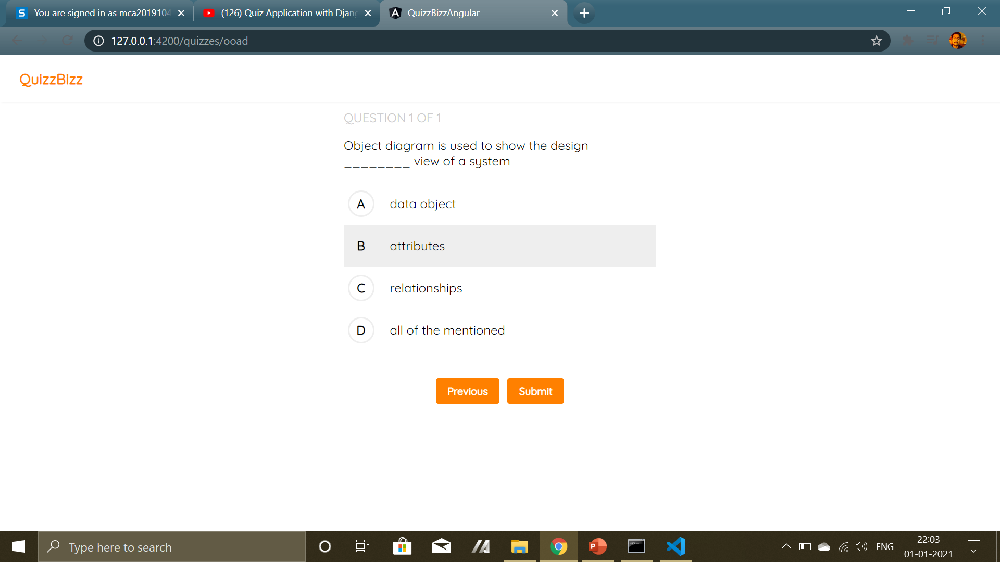 You are signed in as mca2019104
(126) Quiz Application with Djang
QuizzBizzAngular
127.0.0.1:4200/quizzes/ooad
QuizzBizz
QUESTION 1 OF 1
Object diagram is used to show the design
________ view of a system
A data object
B attributes
C relationships
D all of the mentioned
Previous Submit
Type here to search
ENG
22:03
01-01-2021